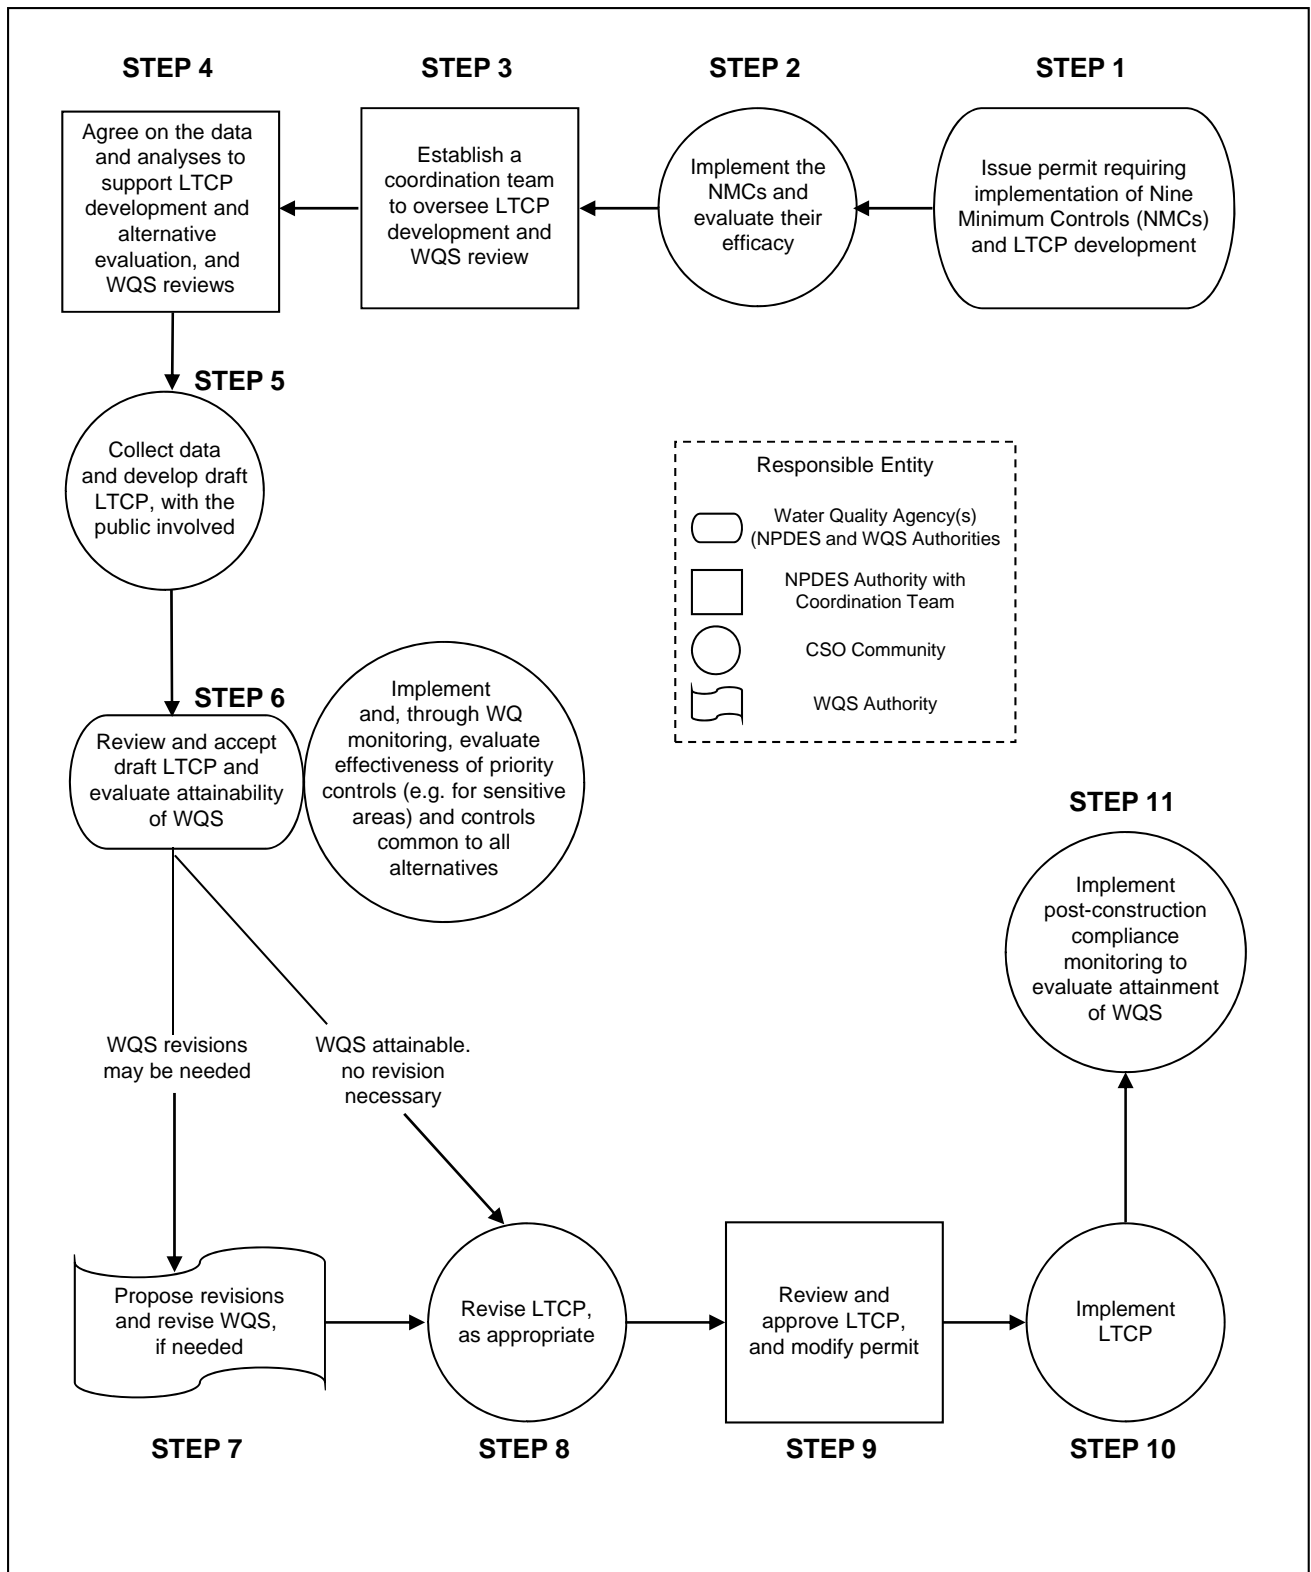 STEP 4
STEP 3
STEP 2
STEP 1
Agree on the data
and analyses to
support LTCP
development and
alternative
evaluation, and
WQS reviews
Establish a
coordination team
to oversee LTCP
development and
WQS review
Implement the
NMCs and
evaluate their
efficacy
Issue permit requiring
implementation of Nine
Minimum Controls (NMCs)
and LTCP development
STEP 5
Collect data
and develop draft
LTCP, with the
public involved
Responsible Entity
Water Quality Agency(s)
(NPDES and WQS Authorities
NPDES Authority with
Coordination Team
CSO Community
WQS Authority
STEP 6
Review and accept
draft LTCP and
evaluate attainability
of WQS
Implement
and, through WQ
monitoring, evaluate
effectiveness of priority
controls (e.g. for sensitive
areas) and controls
common to all
alternatives
STEP 11
Implement
post-construction
compliance
monitoring to
evaluate attainment
of WQS
WQS revisions
may be needed
WQS attainable.
no revision
necessary
Propose revisions
and revise WQS,
if needed
Revise LTCP,
as appropriate
Review and
approve LTCP,
and modify permit
Implement
LTCP
STEP 7
STEP 8
STEP 9
STEP 10